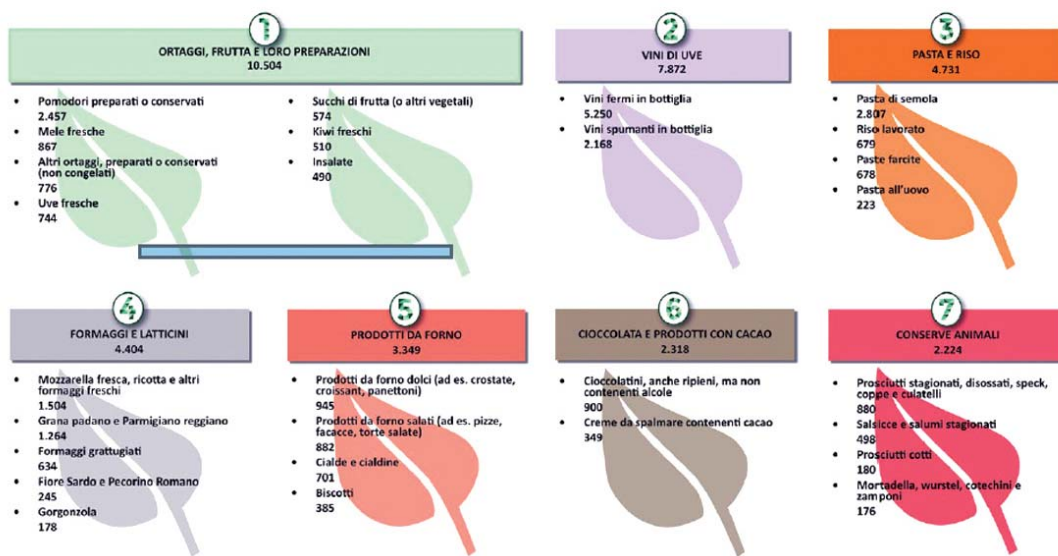 1
ORTAGGI, FRUTTA E LORO PREPARAZIONI
10.504
• Pomodori preparati o conservati
2.457
• Mele fresche
867
• Altri ortaggi, preparati o conservati
(non congelati)
776
• Uve fresche
744
• Succhi di frutta (o altri vegetali)
574
• Kiwi freschi
510
• Insalate
490
2
VINI DI UVE
7.872
• Vini fermi in bottiglia
5.250
• Vini spumanti in bottiglia
2.168
3
PASTA E RISO
4.731
• Pasta di semola
2.807
• Riso lavorato
679
• Paste farcite
678
• Pasta all'uovo
223
4
FORMAGGI E LATTICINI
4.404
• Mozzarella fresca, ricotta e altri
formaggi freschi
1.504
• Grana padano e Parmigiano reggiano
1.264
• Formaggi grattugiati
634
• Fiore Sardo e Pecorino Romano
245
• Gorgonzola
178
5
PRODOTTI DA FORNO
3.349
• Prodotti da forno dolci (ad es. crostate,
croissant, panettoni)
945
• Prodotti da forno salati (ad es. pizze,
facacce, torte salate)
882
• Cialde e cialdine
701
• Biscotti
385
6
CIOCCOLATA E PRODOTTI CON CACAO
2.318
• Cioccolatini, anche ripieni, ma non
contenenti alcole
900
• Creme da spalmare contenenti cacao
349
7
CONSERVE ANIMALI
2.224
• Prosciutti stagionati, disossati, speck,
coppe e culatelli
880
• Salsicce e salumi stagionati
498
• Prosciutti cotti
180
• Mortadella, wurstel, cotechini e
zamponi
176